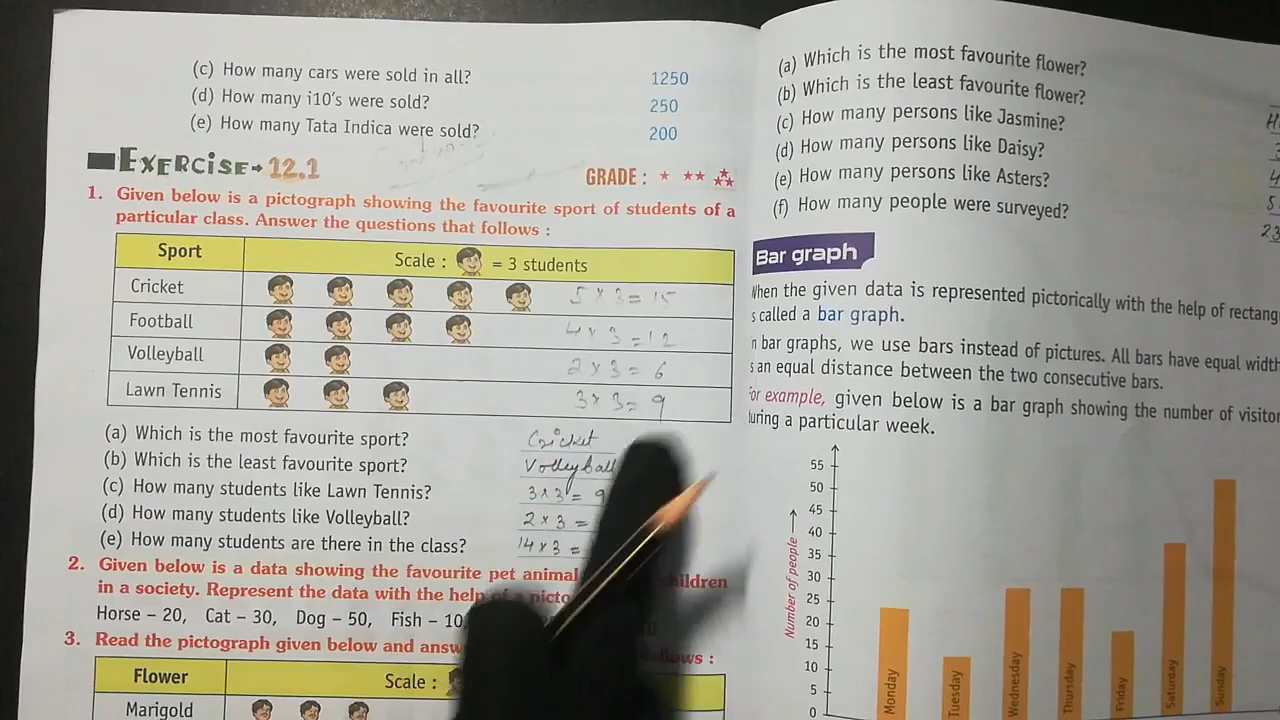 (c) How many cars were sold in all? 1250
(d) How many i10's were sold? 250
(e) How many Tata Indica were sold? 200
EXERCISE 12.1
GRADE :
1. Given below is a pictograph showing the favourite sport of students of a
particular class. Answer the questions that follows :
Sport Scale : = 3 students
Cricket 5 x 3 = 15
Football 4 x 3 = 12
Volleyball 2 x 3 = 6
Lawn Tennis 3 x 3 = 9
(a) Which is the most favourite sport? Cricket
(b) Which is the least favourite sport? Volleyball
(c) How many students like Lawn Tennis? 3 x 3 = 9
(d) How many students like Volleyball? 2 x 3 =
(e) How many students are there in the class? 14 x 3 =
2. Given below is a data showing the favourite pet animal
in a society. Represent the data with the help of a
Horse – 20, Cat – 30, Dog – 50, Fish – 10
3. Read the pictograph given below and follows :
Flower Scale :
Marigold
(a) Which is the most favourite flower?
(b) Which is the least favourite flower?
(c) How many persons like Jasmine?
(d) How many persons like Daisy?
(e) How many persons like Asters?
(f) How many people were surveyed? 23
Bar graph
When the given data is represented pictorically with the help of rectang
s called a bar graph.
n bar graphs, we use bars instead of pictures. All bars have equal width
s an equal distance between the two consecutive bars.
For example, given below is a bar graph showing the number of visitor
during a particular week.
Number of people
55
50
45
40
35
30
25
20
15
10
5
0
Monday
Tuesday
Wednesday
Thursday
Friday
Saturday
Sunday